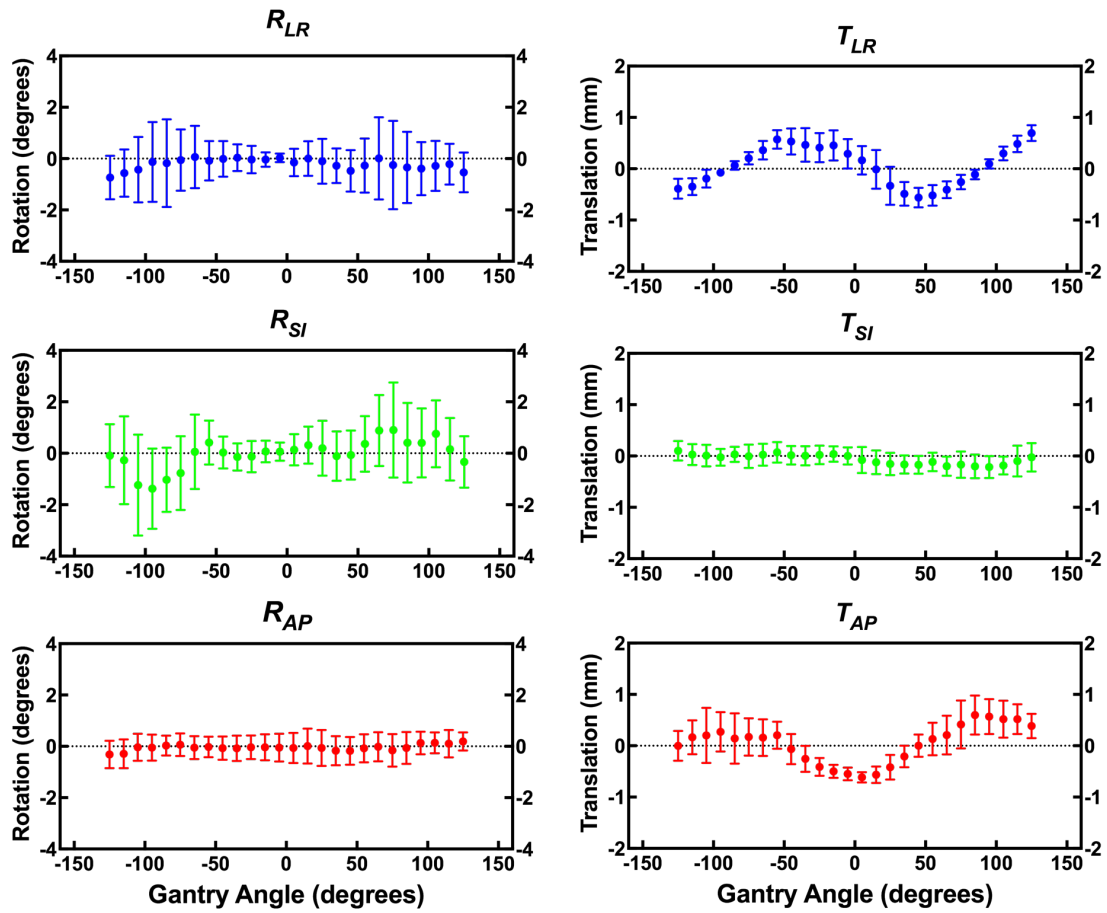 R_LR
Rotation (degrees)
4 2 0 -2 -4
4 2 0 -2 -4
-150 -100 -50 0 50 100 150
T_LR
Translation (mm)
2 1 0 -1 -2
2 1 0 -1 -2
-150 -100 -50 0 50 100 150
R_SI
Rotation (degrees)
4 2 0 -2 -4
4 2 0 -2 -4
-150 -100 -50 0 50 100 150
T_SI
Translation (mm)
2 1 0 -1 -2
2 1 0 -1 -2
-150 -100 -50 0 50 100 150
R_AP
Rotation (degrees)
4 2 0 -2 -4
4 2 0 -2 -4
-150 -100 -50 0 50 100 150
Gantry Angle (degrees)
T_AP
Translation (mm)
2 1 0 -1 -2
2 1 0 -1 -2
-150 -100 -50 0 50 100 150
Gantry Angle (degrees)